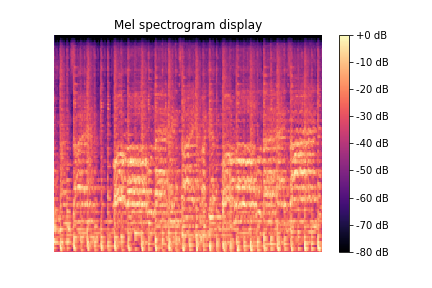 Mel spectrogram display
+0 dB
-10 dB
-20 dB
-30 dB
-40 dB
-50 dB
-60 dB
-70 dB
-80 dB